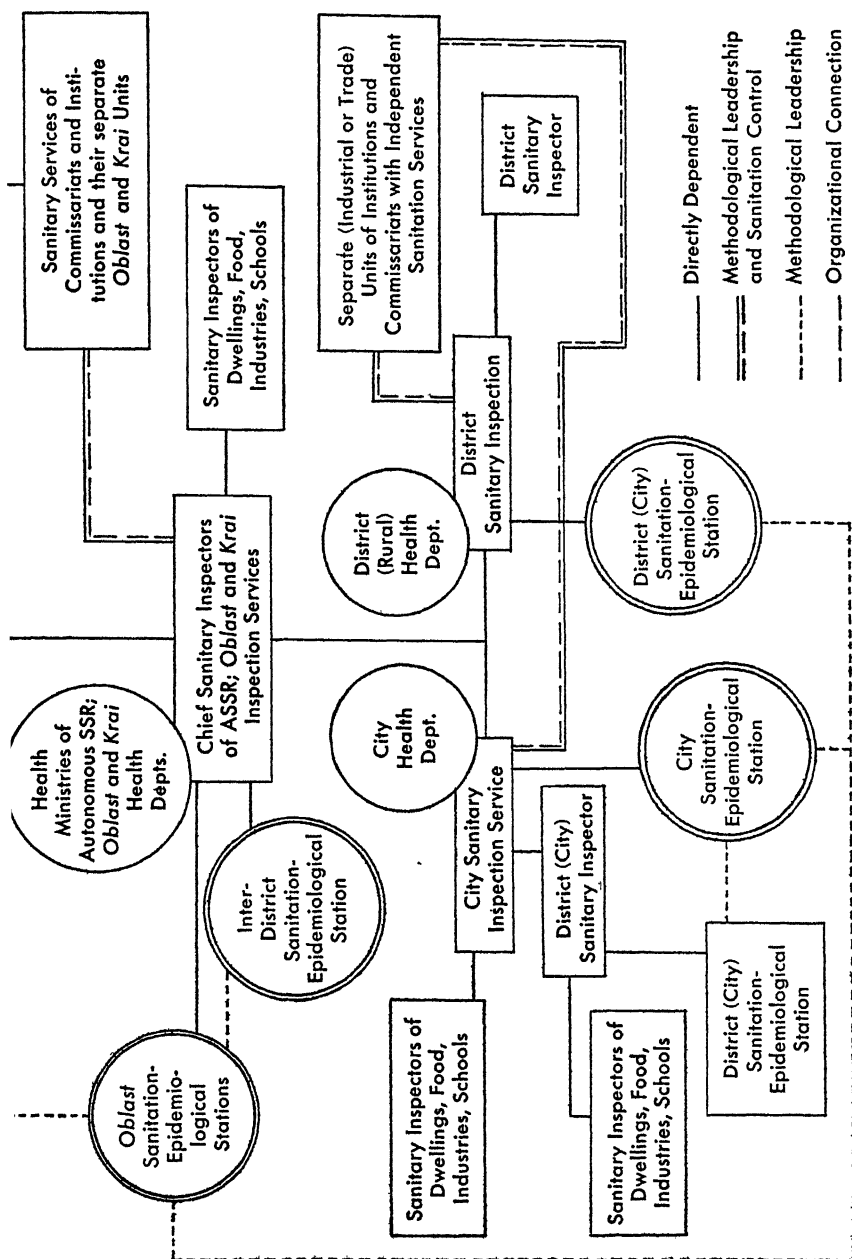 Sanitary Services of
Commissariats and Insti-
tutions and their separate
Oblast and Krai Units
Health
Ministries of
Autonomous SSR;
Oblast and Krai
Health
Depts.
Chief Sanitary Inspectors
of ASSR; Oblast and Krai
Inspection Services
Sanitary Inspectors of
Dwellings, Food,
Industries, Schools
Oblast
Sanitation-
Epidemio-
logical
Stations
Inter-
District
Sanitation-
Epidemiological
Station
Separate (Industrial or Trade)
Units of Institutions and
Commissariats with Independent
Sanitation Services
City
Health
Dept.
District
(Rural)
Health
Dept.
City Sanitary
Inspection Service
District
Sanitary Inspection
District
Sanitary
Inspector
Sanitary Inspectors of
Dwellings, Food,
Industries, Schools
District (City)
Sanitary Inspector
Sanitary Inspectors of
Dwellings, Food,
Industries, Schools
District (City)
Sanitation-
Epidemiological
Station
City
Sanitation-
Epidemiological
Station
District (City)
Sanitation-
Epidemiological
Station
Directly Dependent
Methodological Leadership
and Sanitation Control
Methodological Leadership
Organizational Connection